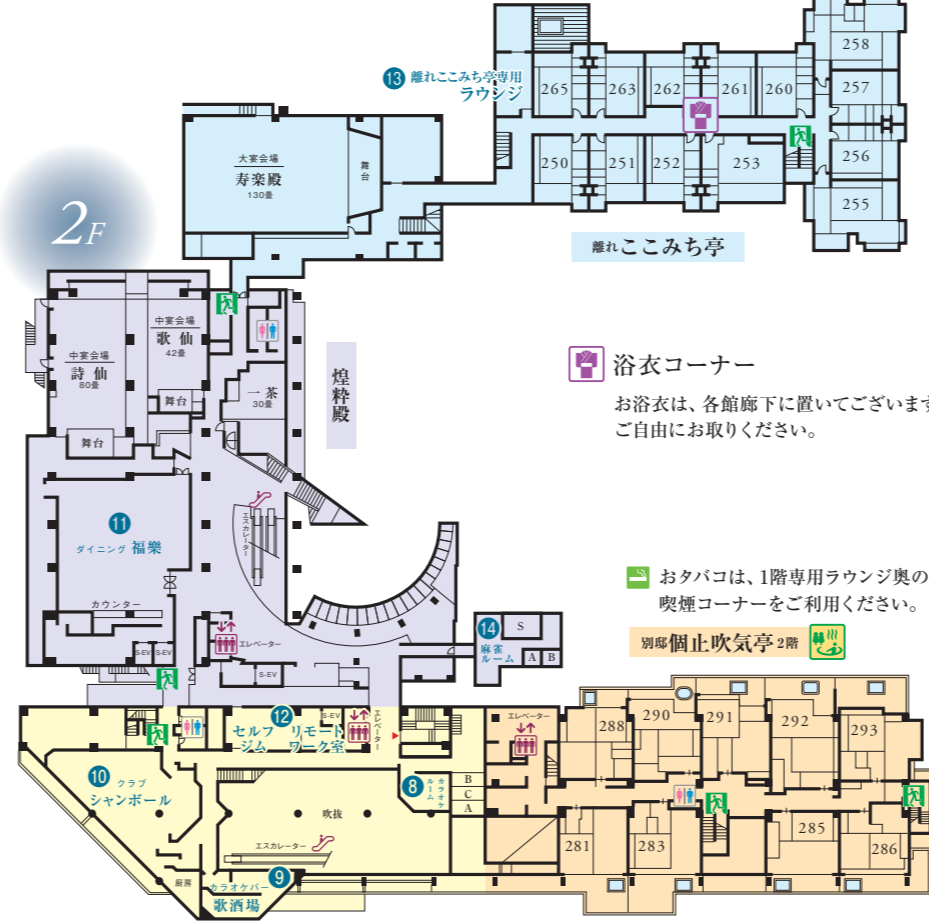 2F
13 離れここみち亭専用
ラウンジ
265
263
262
261
260
258
257
256
255
250
251
252
253
離れここみち亭
大宴会場
寿楽殿
130畳
舞台
中宴会場
歌仙
42畳
舞台
中宴会場
詩仙
80畳
舞台
一茶
30畳
煌粋殿
浴衣コーナー
お浴衣は、各館廊下に置いてございます
ご自由にお取りください。
11
ダイニング 福樂
カウンター
S-EV
S-EV
エスカレーター
エレベーター
S-EV
14
麻雀
ルーム
S
A
B
おタバコは、1階専用ラウンジ奥の
喫煙コーナーをご利用ください。
別邸個止吹気亭2階
12
セルフ
ジム
リモート
ワーク室
S-EV
エレベーター
10 クラブ
シャンボール
8
カラオケ
ルーム
B
C
A
吹抜
エスカレーター
9
カラオケバー
歌酒場
厨房
エレベーター
288
290
291
292
293
281
283
285
286